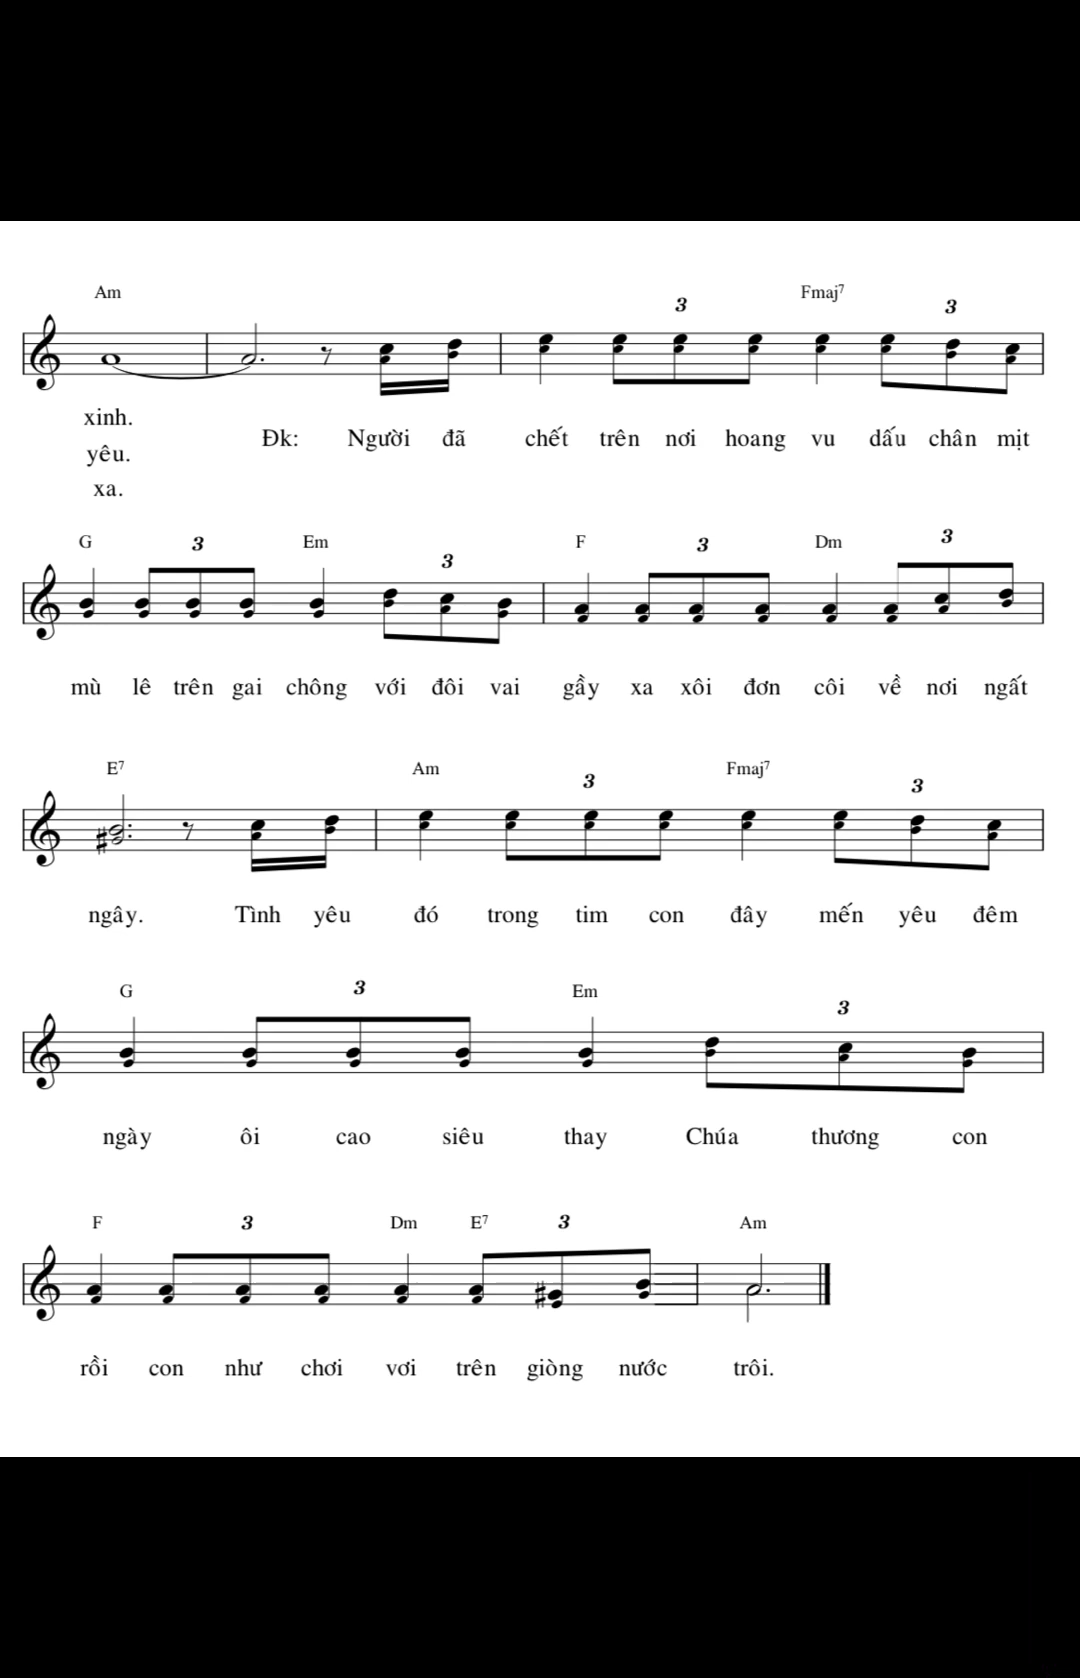 Am 3 Fmaj7 3
xinh.
Đk: Người đã chết trên nơi hoang vu dấu chân mịt
yêu.
xa.
G 3 Em 3 F 3 Dm 3
mù lê trên gai chông với đôi vai gầy xa xôi đơn côi về nơi ngất
E7 Am 3 Fmaj7 3
ngây. Tình yêu đó trong tim con đây mến yêu đêm
G 3 Em 3
ngày ôi cao siêu thay Chúa thương con
F 3 Dm E7 3 Am
rồi con như chơi vơi trên giòng nước trôi.